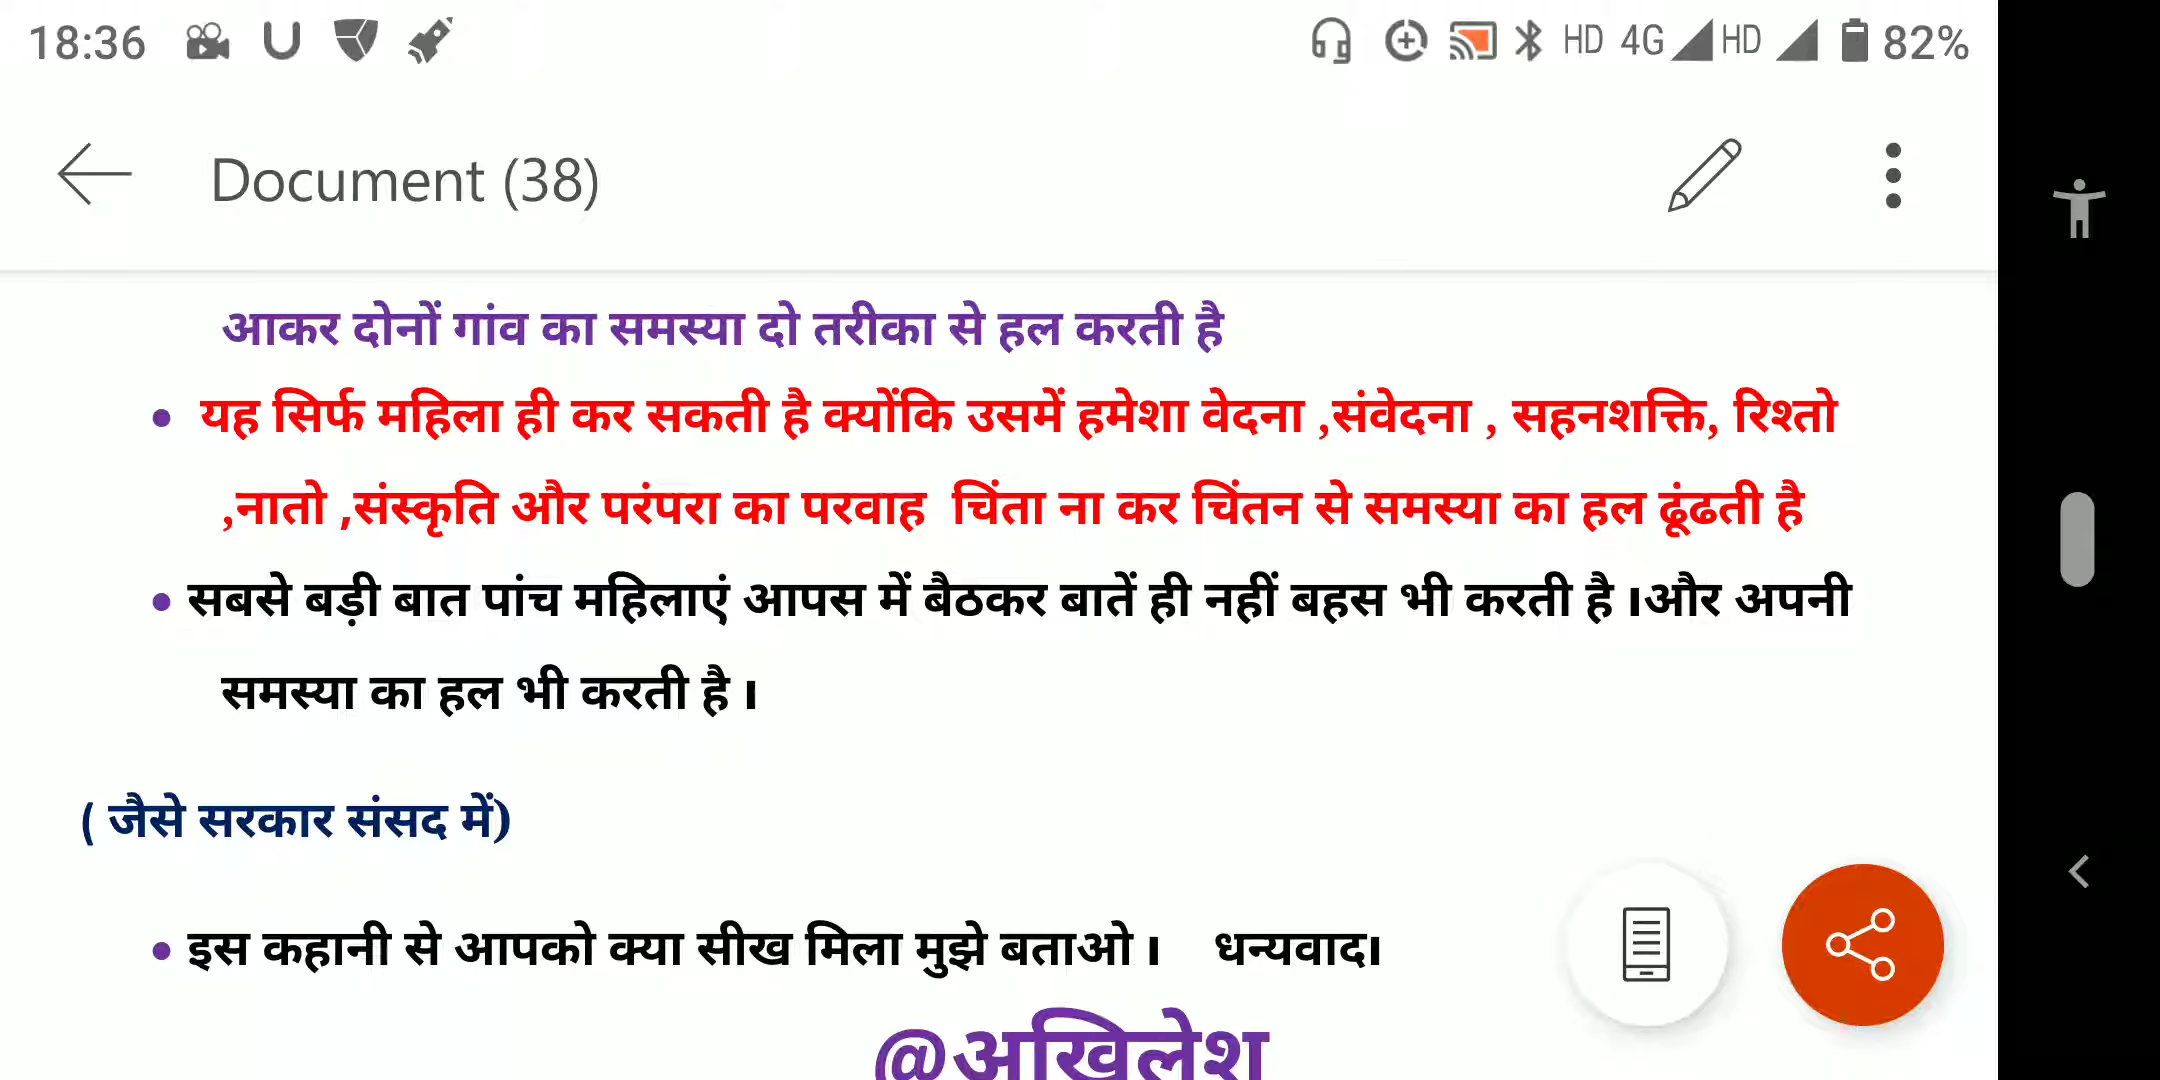 18:36 HD 4G HD 82%
Document (38)
आकर दोनों गांव का समस्या दो तरीका से हल करती है
• यह सिर्फ महिला ही कर सकती है क्योंकि उसमें हमेशा वेदना ,संवेदना , सहनशक्ति, रिश्तो
,नातो ,संस्कृति और परंपरा का परवाह चिंता ना कर चिंतन से समस्या का हल ढूंढती है
• सबसे बड़ी बात पांच महिलाएं आपस में बैठकर बातें ही नहीं बहस भी करती है ।और अपनी
समस्या का हल भी करती है ।
( जैसे सरकार संसद में)
• इस कहानी से आपको क्या सीख मिला मुझे बताओ । धन्यवाद।
@अखिलेश